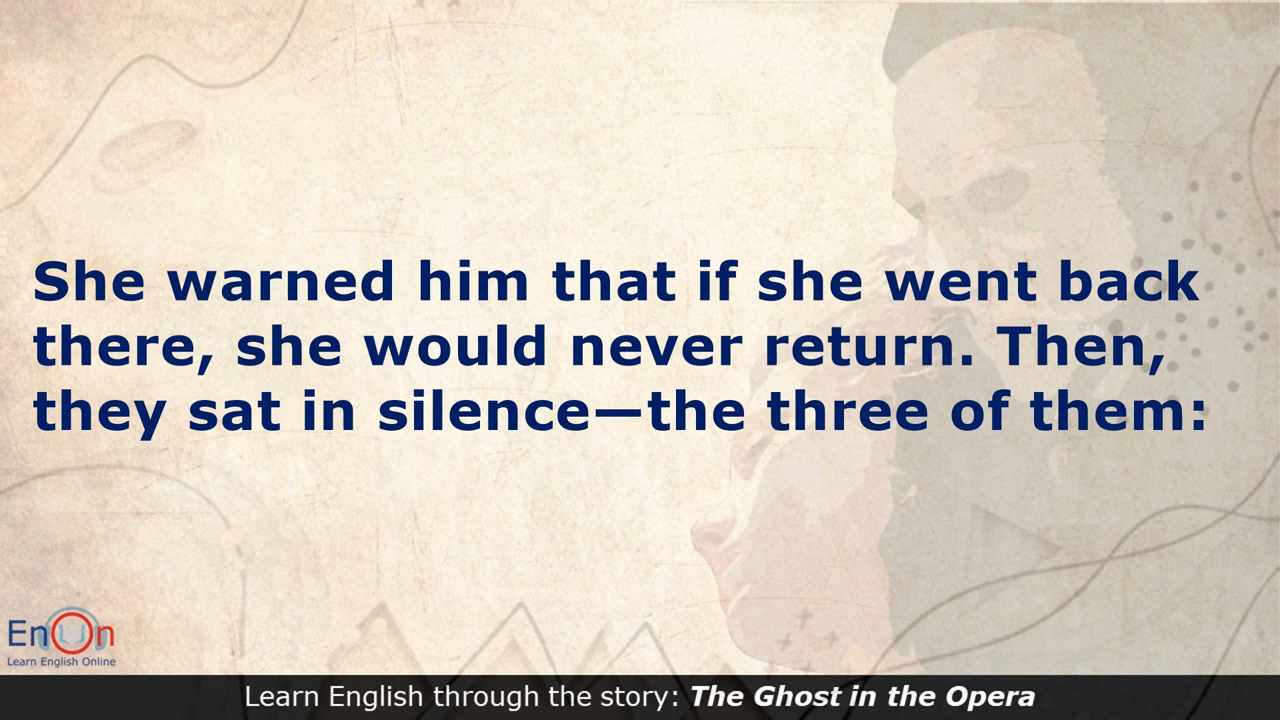 She warned him that if she went back
there, she would never return. Then,
they sat in silence—the three of them:
EnOn
Learn English Online
Learn English through the story: The Ghost in the Opera